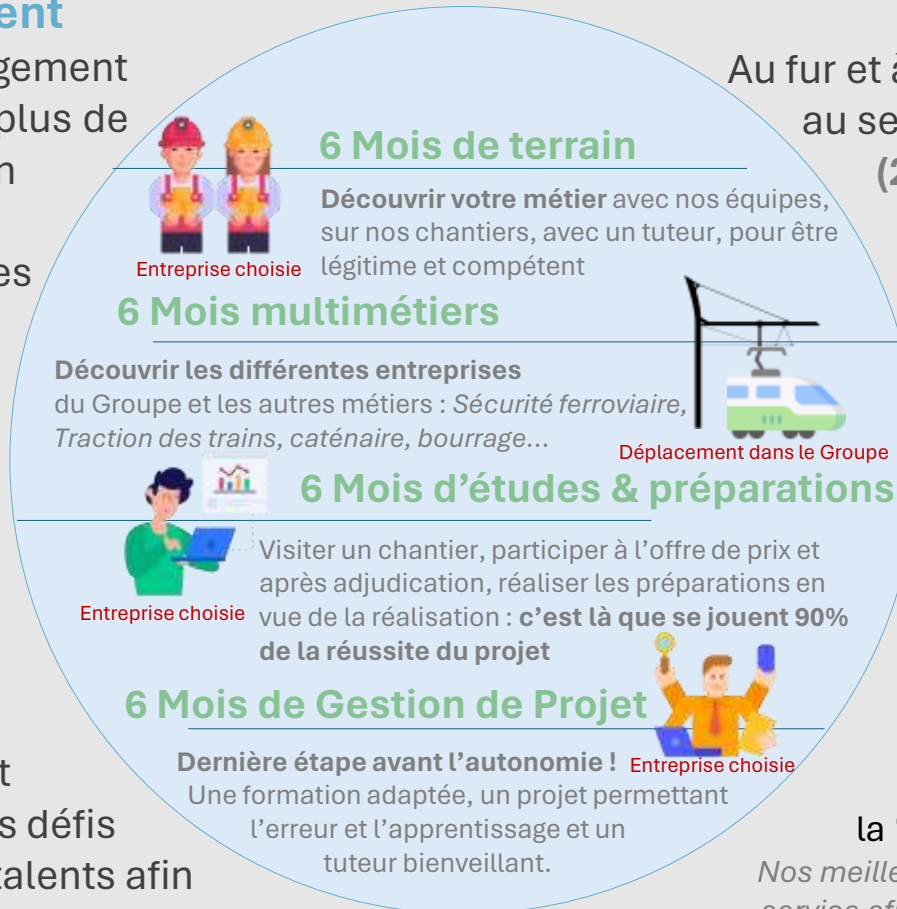 ent
gement
plus de
n
es
t
s défis
talents afin
6 Mois de terrain
Découvrir votre métier avec nos équipes,
sur nos chantiers, avec un tuteur, pour être
légitime et compétent
Entreprise choisie
6 Mois multimétiers
Découvrir les différentes entreprises
du Groupe et les autres métiers : Sécurité ferroviaire,
Traction des trains, caténaire, bourrage...
Déplacement dans le Groupe
6 Mois d’études & préparations
Visiter un chantier, participer à l’offre de prix et
après adjudication, réaliser les préparations en
vue de la réalisation : c’est là que se jouent 90%
de la réussite du projet
Entreprise choisie
6 Mois de Gestion de Projet
Dernière étape avant l’autonomie !
Entreprise choisie
Une formation adaptée, un projet permettant
l’erreur et l’apprentissage et un
tuteur bienveillant.
Au fur et à
au se
(2
la
Nos meille
service